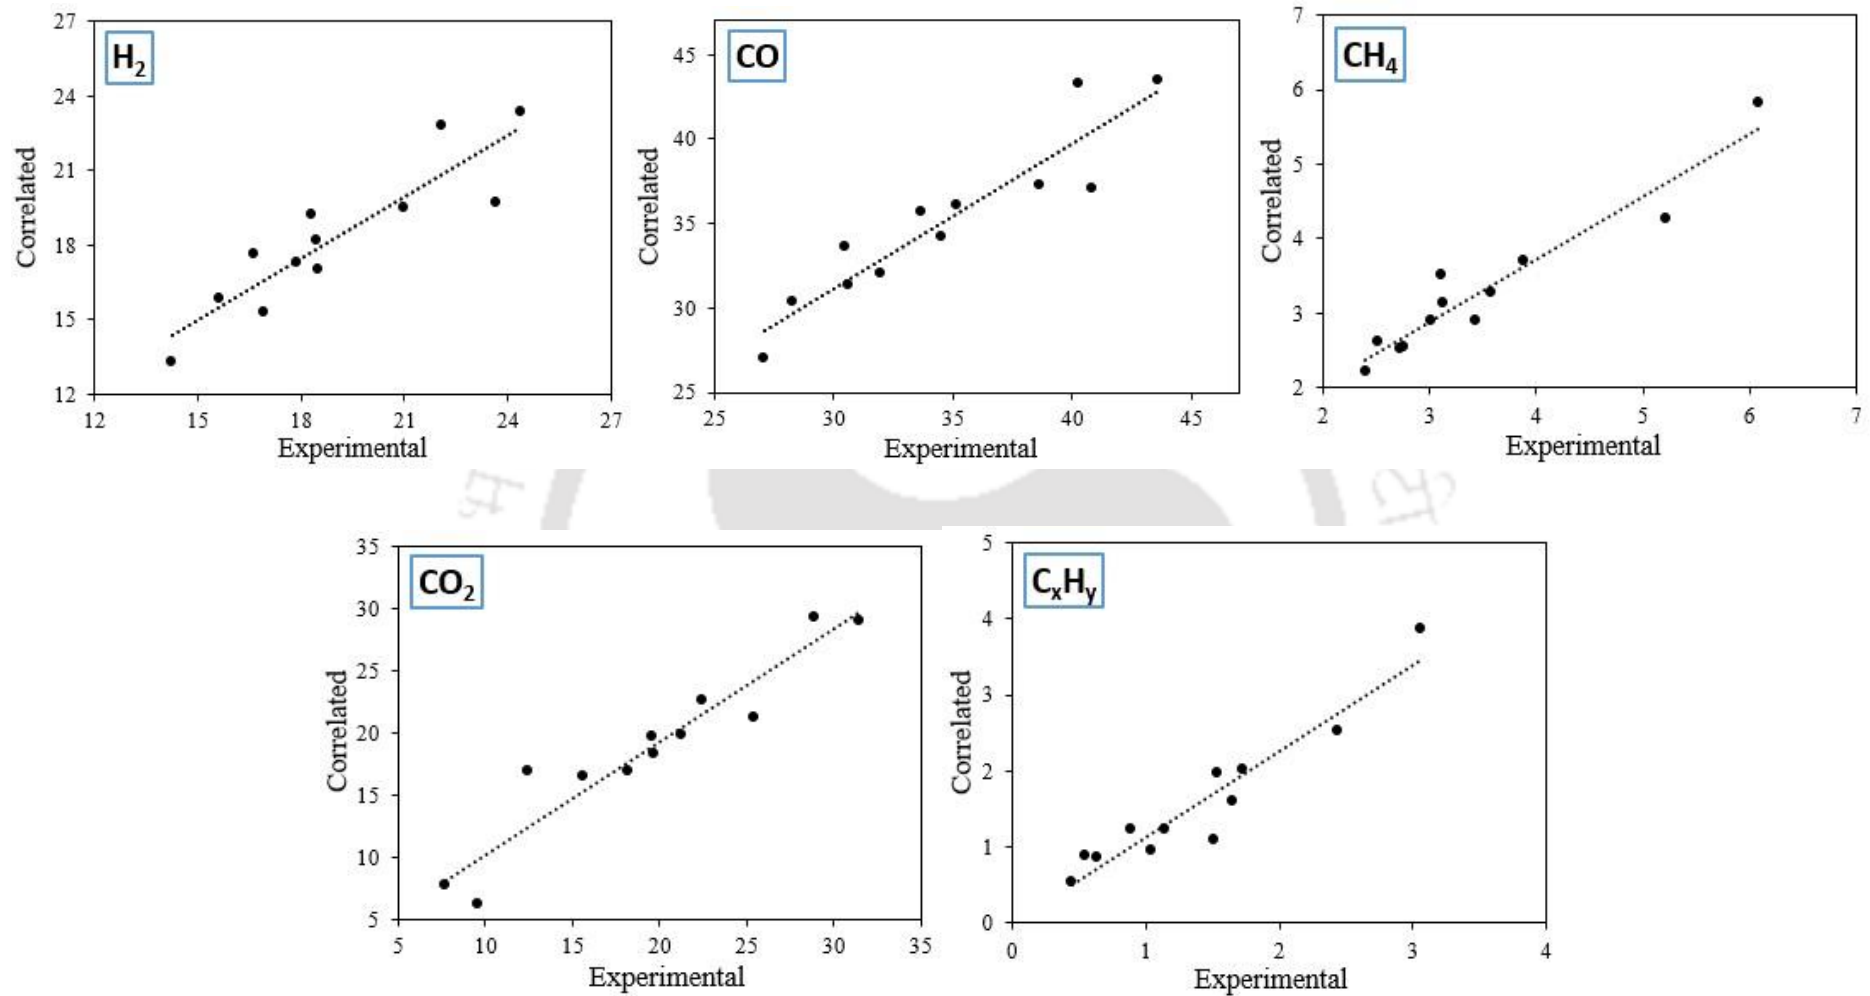 H₂
27
24
21
18
15
12
12 15 18 21 24 27
Correlated
Experimental
CO
45
40
35
30
25
25 30 35 40 45
Correlated
Experimental
CH₄
7
6
5
4
3
2
2 3 4 5 6 7
Correlated
Experimental
CO₂
35
30
25
20
15
10
5
5 10 15 20 25 30 35
Correlated
Experimental
CₓHᵧ
5
4
3
2
1
0
0 1 2 3 4
Correlated
Experimental